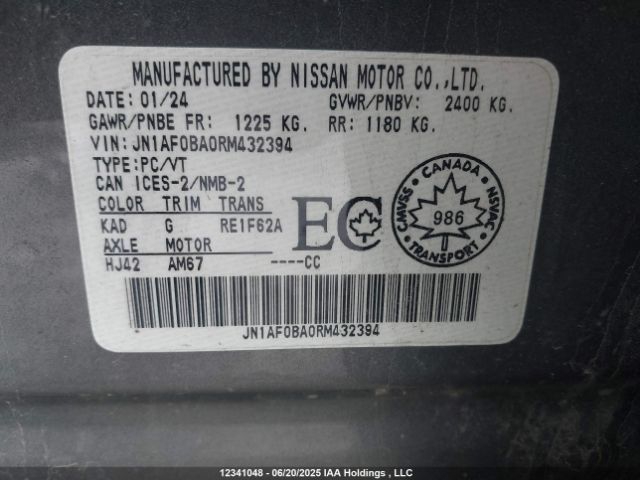 MANUFACTURED BY NISSAN MOTOR CO.,LTD.
DATE: 01/24 GVWR/PNBV: 2400 KG.
GAWR/PNBE FR: 1225 KG. RR: 1180 KG.
VIN: JN1AF0BA0RM432394
TYPE:PC/VT
CAN ICES-2/NMB-2
COLOR TRIM TRANS
KAD G RE1F62A
AXLE MOTOR
HJ42 AM67 ----CC
EC
CANADA
CMVSS 986 NSVAC
TRANSPORT
JN1AF0BA0RM432394
12341048 - 06/20/2025 IAA Holdings , LLC